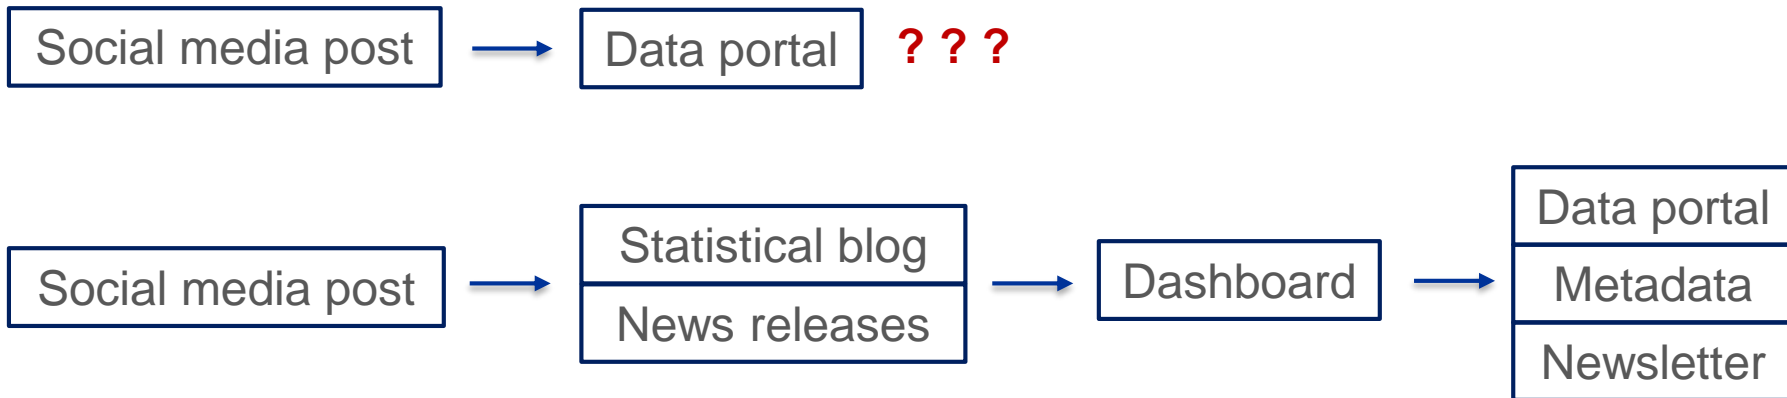 Social media post
Data portal
? ? ?
Social media post
Statistical blog
News releases
Dashboard
Data portal
Metadata
Newsletter